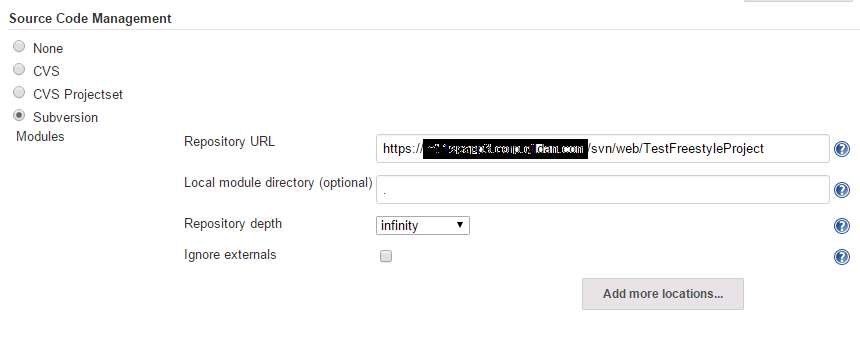 Source Code Management
None
CVS
CVS Projectset
Subversion
Modules
Repository URL
https:// /svn/web/TestFreestyleProject
Local module directory (optional)
.
Repository depth
infinity
Ignore externals
Add more locations...